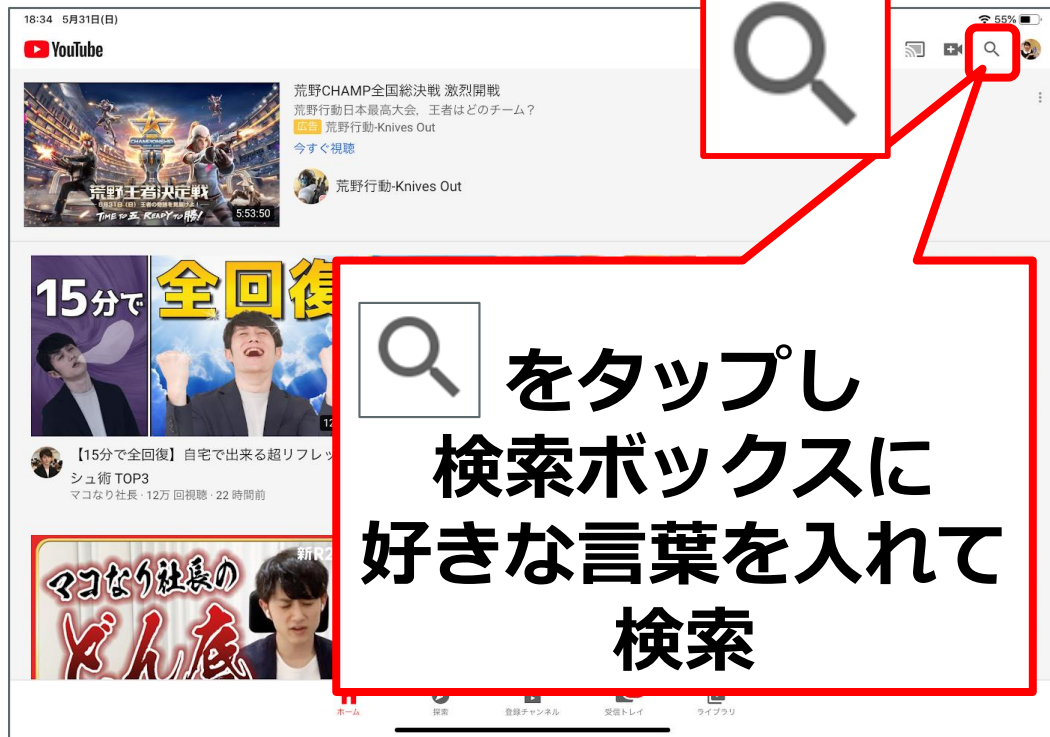 18:34 5月31日(日)
55%
YouTube
荒野CHAMP全国総決戦 激烈開戦
荒野行動日本最高大会，王者はどのチーム？
広告 荒野行動-Knives Out
今すぐ視聴
荒野行動-Knives Out
CHAMPIONSHIP
荒野王者決定戦
TIME TO 五 READY TO 勝!
5:53:50
15分で
全回復
をタップし
検索ボックスに
好きな言葉を入れて
検索
【15分で全回復】自宅で出来る超リフレッ
シュ術 TOP3
マコなり社長・12万 回視聴・22 時間前
新R2
マコなり社長の
どん底
ホーム
探索
登録チャンネル
受信トレイ
ライブラリ